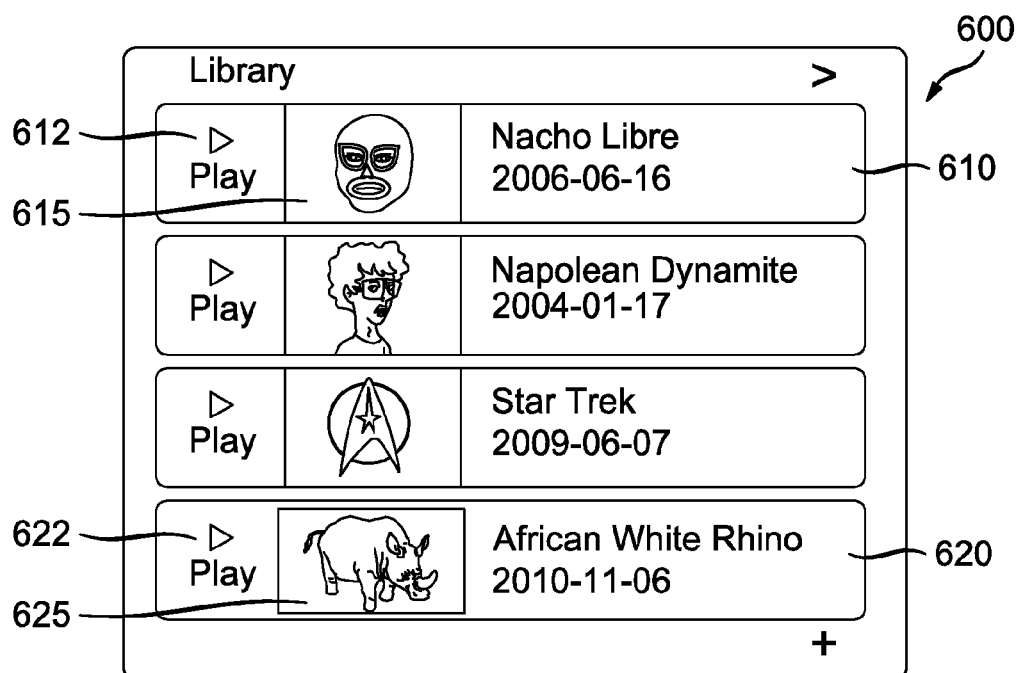 600
Library >
612
Play
Nacho Libre
2006-06-16
610
615
Play
Napolean Dynamite
2004-01-17
Play
Star Trek
2009-06-07
622
Play
African White Rhino
2010-11-06
620
625
+